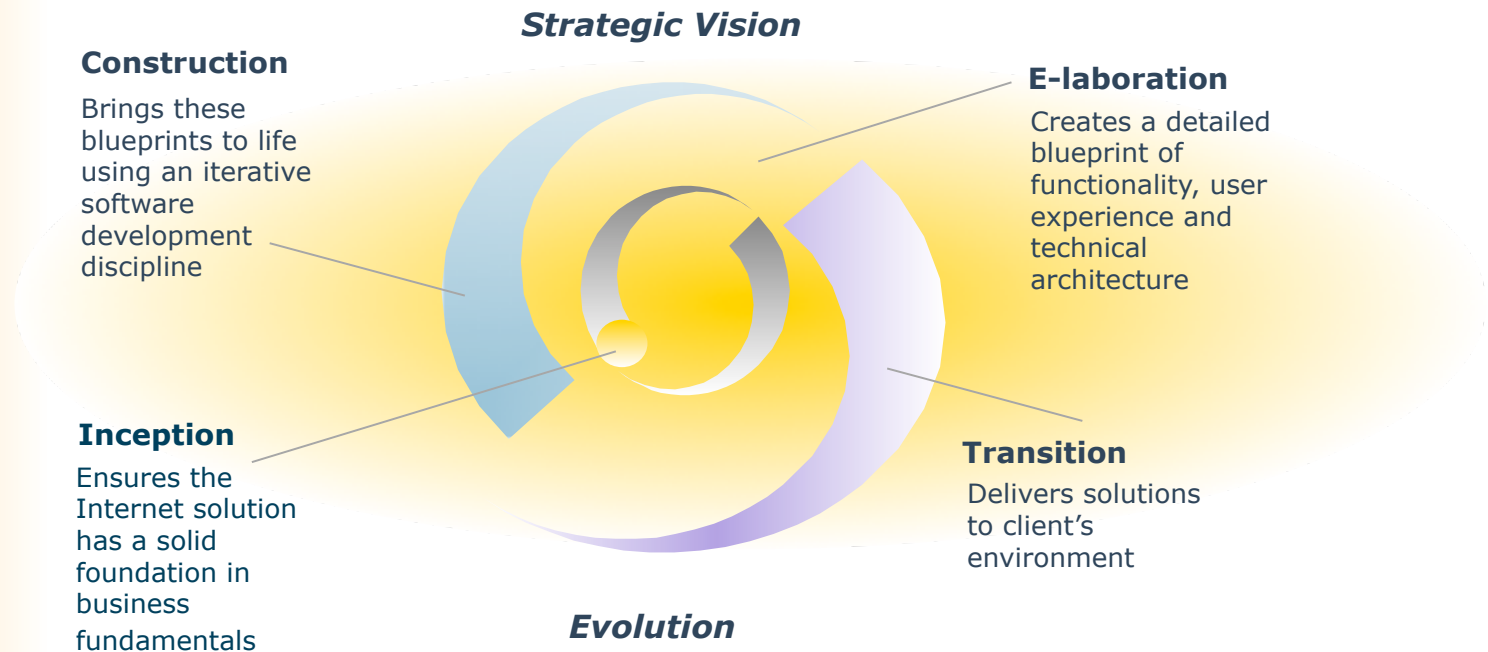 Strategic Vision
Construction
Brings these
blueprints to life
using an iterative
software
development
discipline
E-laboration
Creates a detailed
blueprint of
functionality, user
experience and
technical
architecture
Inception
Ensures the
Internet solution
has a solid
foundation in
business
fundamentals
Transition
Delivers solutions
to client’s
environment
Evolution